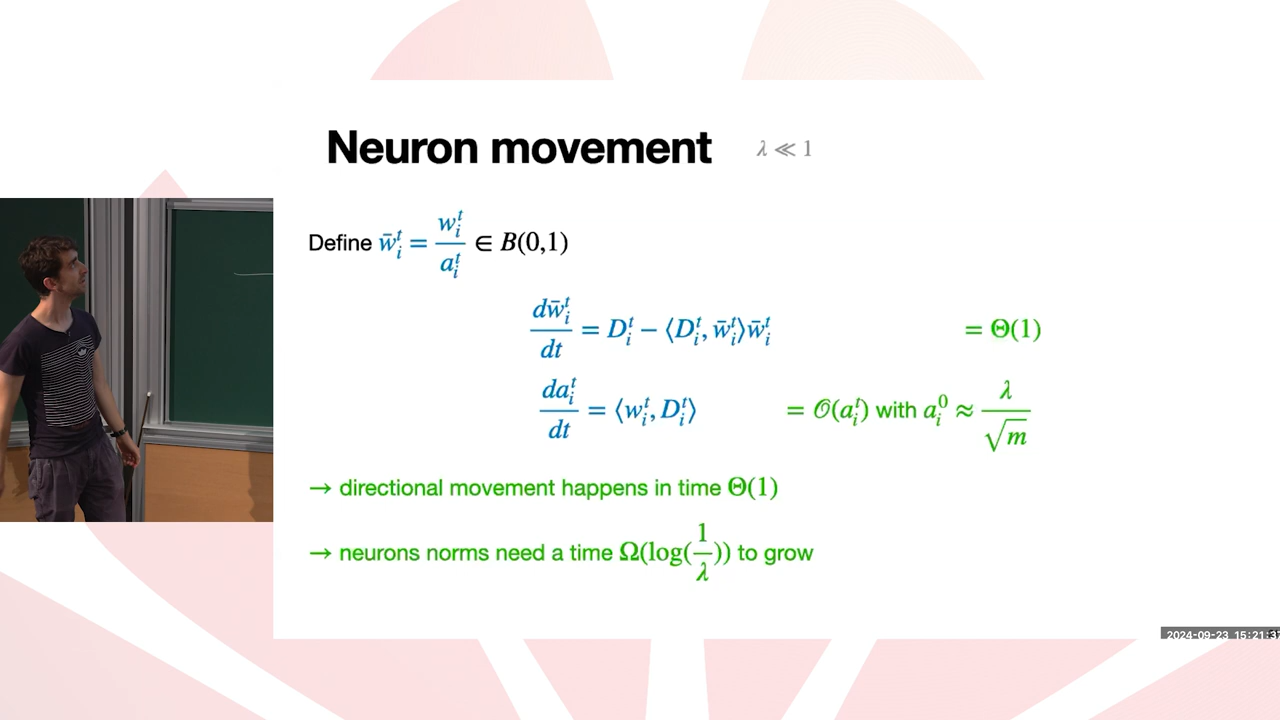 Neuron movement λ ≪ 1
Define w̄ᵢᵗ = wᵢᵗ / aᵢᵗ ∈ B(0,1)
dw̄ᵢᵗ / dt = Dᵢᵗ − ⟨Dᵢᵗ, w̄ᵢᵗ⟩w̄ᵢᵗ = Θ(1)
daᵢᵗ / dt = ⟨wᵢᵗ, Dᵢᵗ⟩ = 𝒪(aᵢᵗ) with aᵢ⁰ ≈ λ / √m
→ directional movement happens in time Θ(1)
→ neurons norms need a time Ω(log(1/λ)) to grow